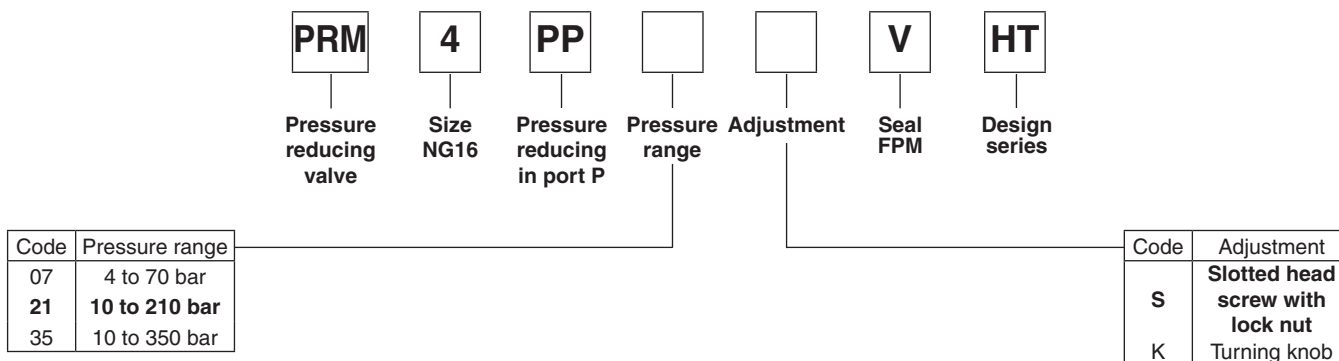 PRM 4 PP V HT
Pressure reducing valve
Size NG16
Pressure reducing in port P
Pressure range
Adjustment
Seal FPM
Design series
Code Pressure range
07 4 to 70 bar
21 10 to 210 bar
35 10 to 350 bar
Code Adjustment
S Slotted head screw with lock nut
K Turning knob